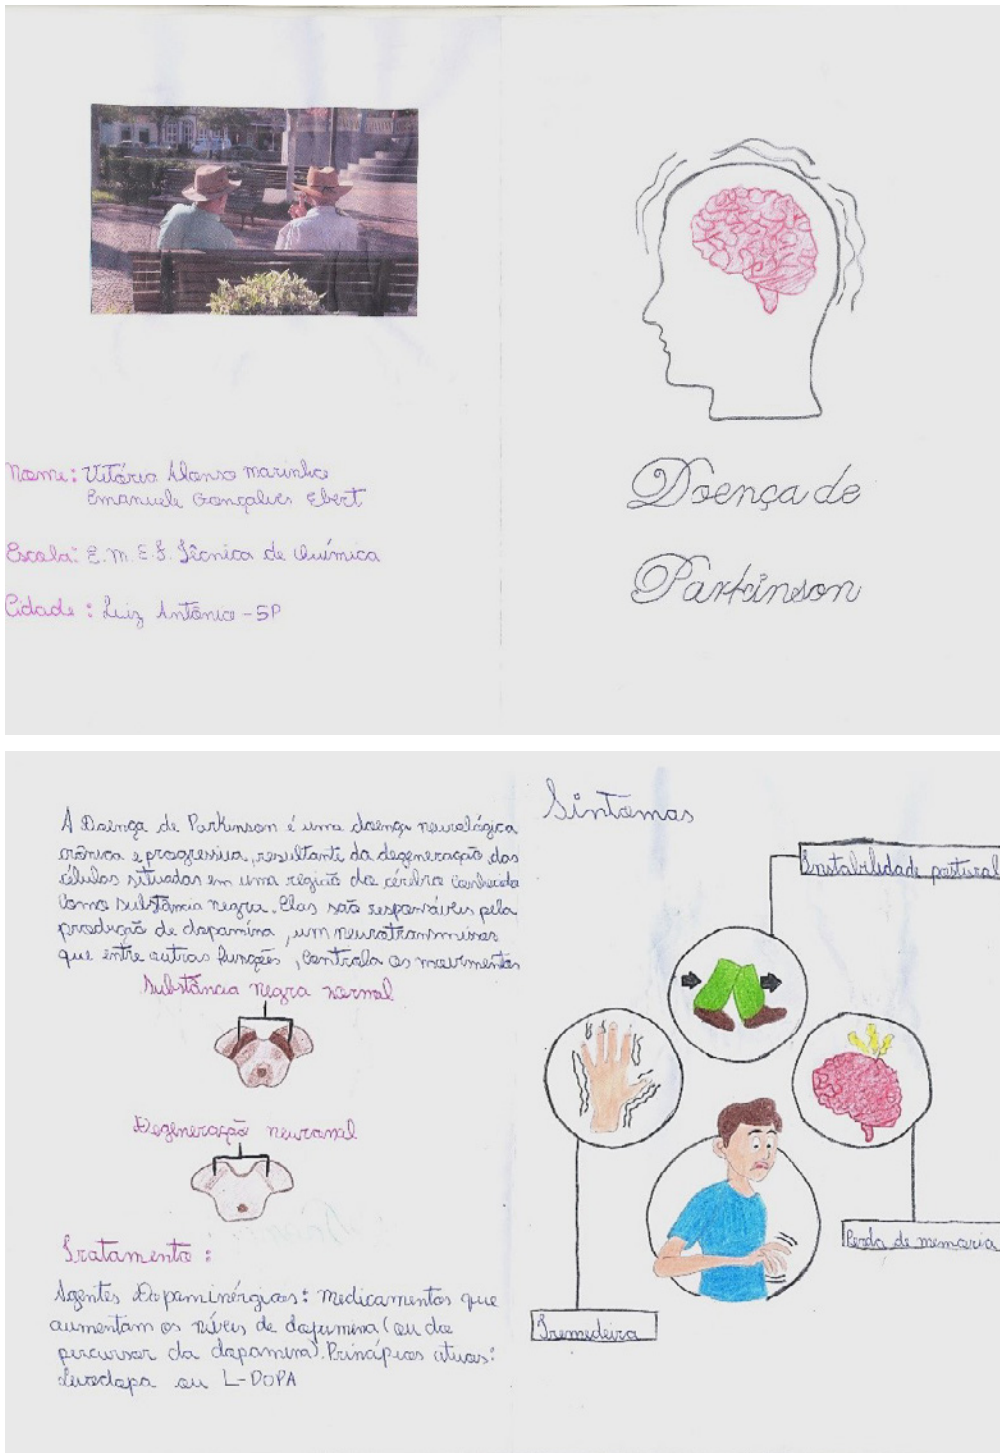 Nome: Vitória Alonso Marinho
Emanuele Gonçalves Ebert
Escola: E.M.E.F. Técnica de Química
Cidade: Luiz Antônio - SP
Doença de
Parkinson
A Doença de Parkinson é uma doença neurológica
crônica e progressiva, resultante da degeneração das
células situadas em uma região do cérebro conhecida
como substância negra. Elas são responsáveis pela
produção de dopamina, um neurotransmissor
que entre outras funções, controla os movimentos
Substância negra normal
Degeneração neuronal
Tratamento:
Agentes Dopaminérgicos: medicamentos que
aumentam os níveis de dopamina (ou do
percursor da dopamina). Princípios ativos:
Levodopa ou L-DOPA
Sintomas
Instabilidade postural
Perda de memoria
Tremedeira